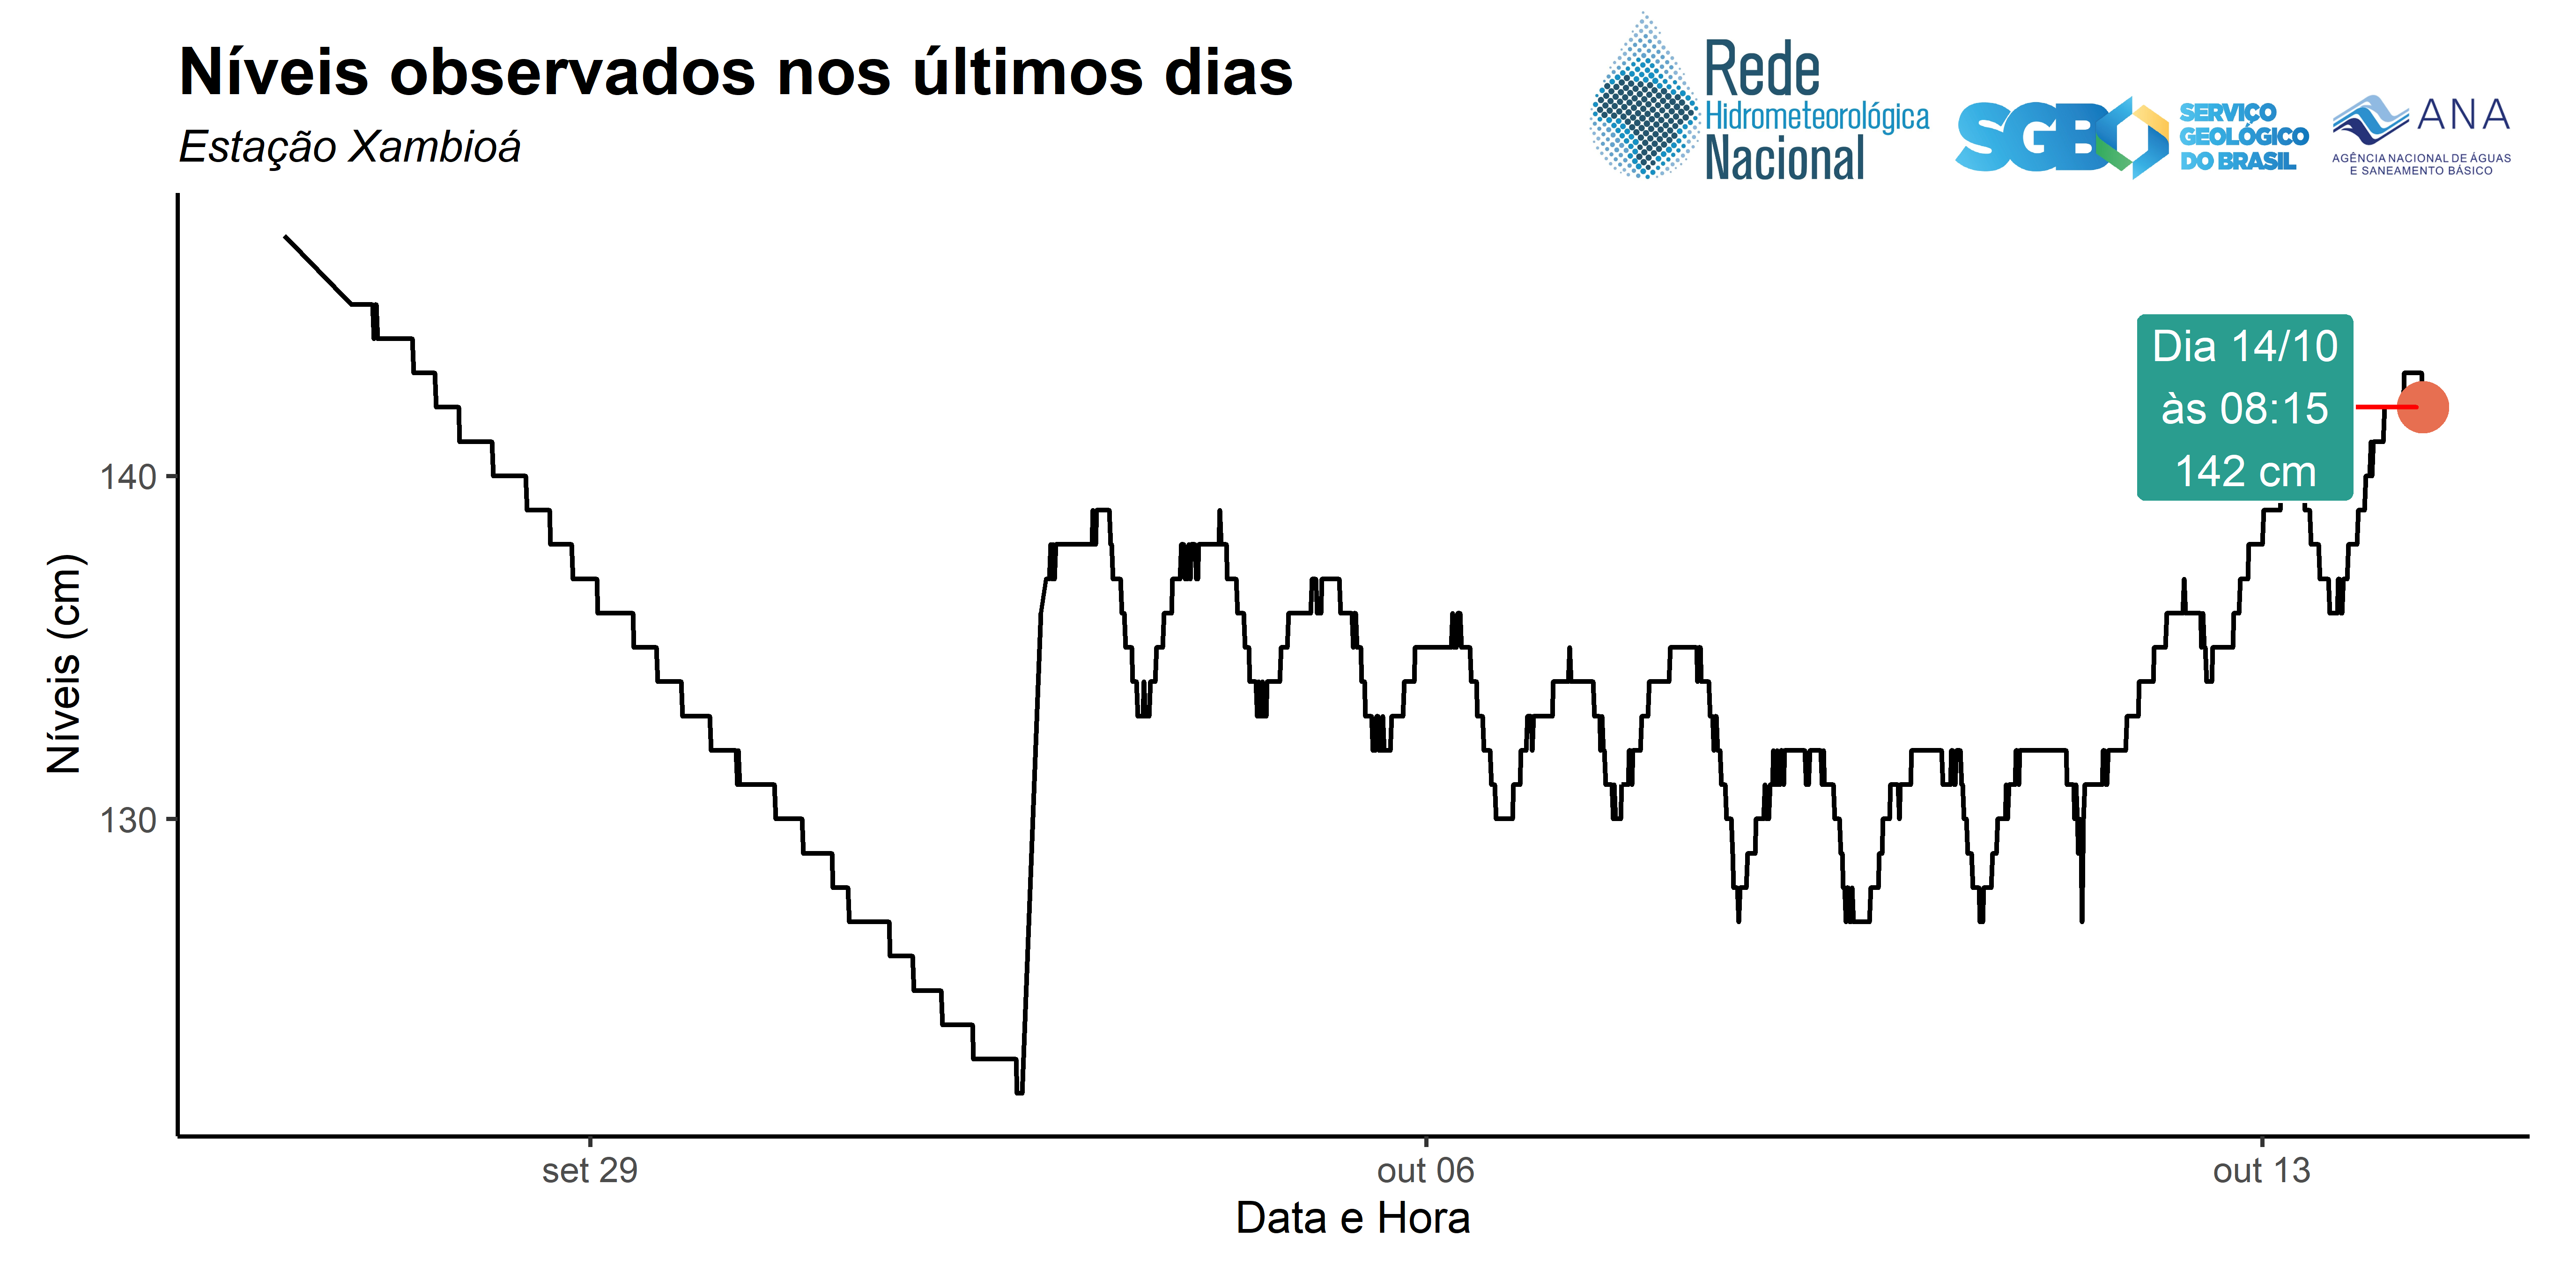 Níveis observados nos últimos dias
Estação Xambioá
Rede
Hidrometeorológica
Nacional
SGB
SERVIÇO
GEOLÓGICO
DO BRASIL
ANA
AGÊNCIA NACIONAL DE ÁGUAS
E SANEAMENTO BÁSICO
Dia 14/10
às 08:15
142 cm
Níveis (cm)
140
130
set 29
out 06
out 13
Data e Hora